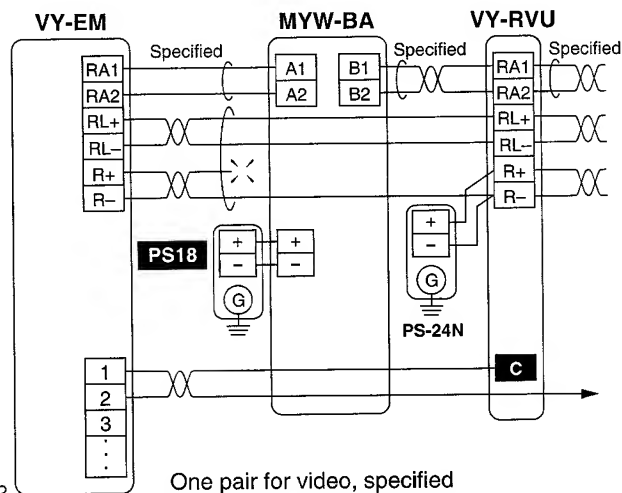 VY-EM MYW-BA VY-RVU
Specified Specified Specified
RA1 A1 B1 RA1
RA2 A2 B2 RA2
RL+ RL+
RL– RL–
R+ R+
R– R–
+ + +
PS18 – – –
G G
PS-24N
1 C
2
3
One pair for video, specified